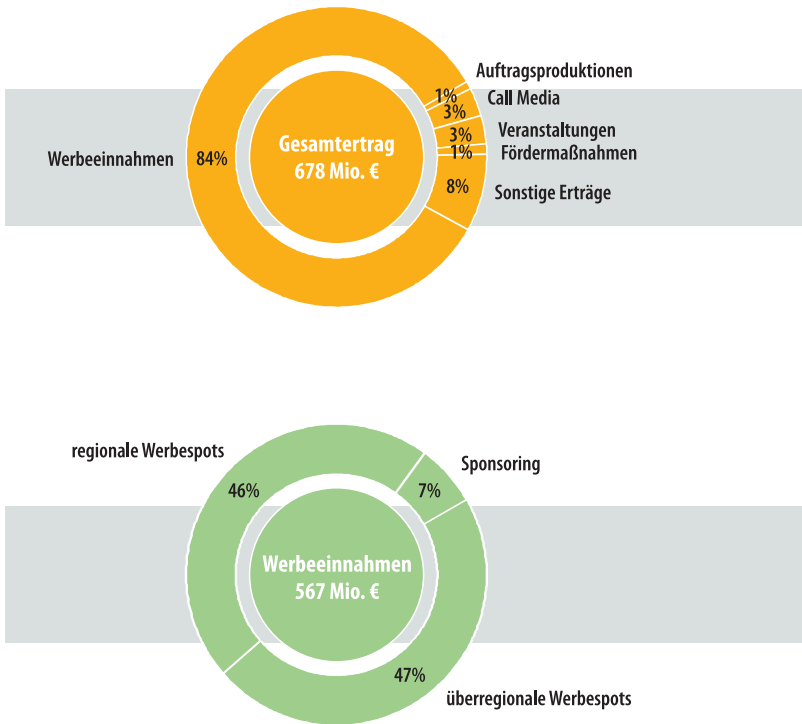 Auftragsproduktionen
1%
Call Media
3%
Veranstaltungen
3%
Fördermaßnahmen
1%
Werbeeinnahmen
84%
Gesamtertrag
678 Mio. €
8%
Sonstige Erträge
regionale Werbespots
46%
Sponsoring
7%
Werbeeinnahmen
567 Mio. €
47%
überregionale Werbespots